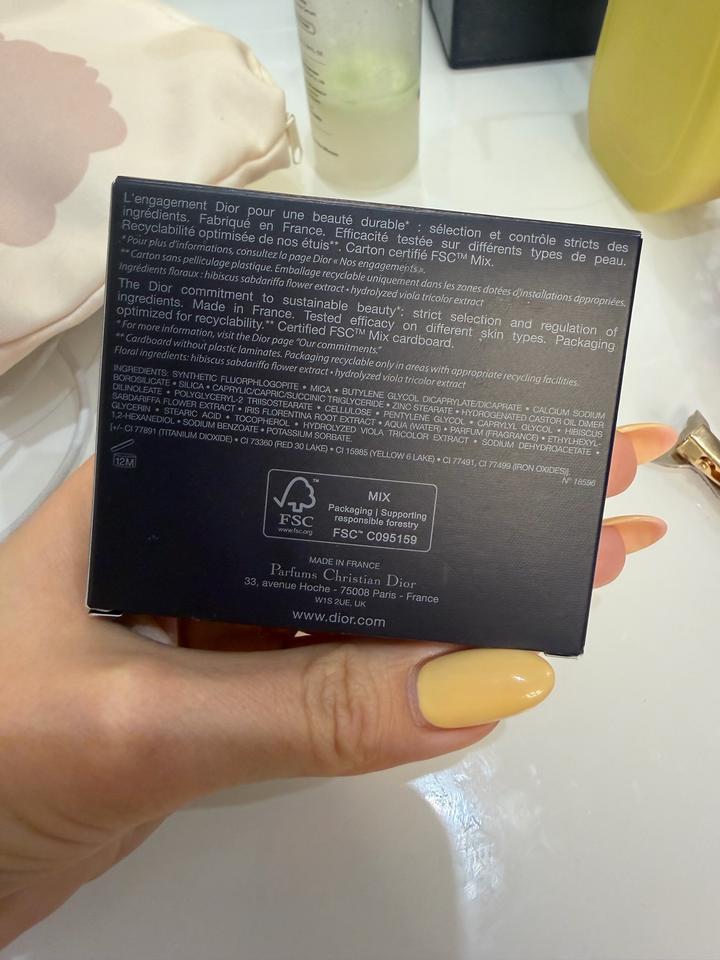 L'engagement Dior pour une beauté durable* : sélection et contrôle stricts des
ingrédients. Fabriqué en France. Efficacité testée sur différents types de peau.
Recyclabilité optimisée de nos étuis**. Carton certifié FSC™ Mix.
* Pour plus d'informations, consultez la page Dior « Nos engagements ».
** Carton sans pelliculage plastique. Emballage recyclable uniquement dans les zones dotées d'installations appropriées.
Ingrédients floraux : hibiscus sabdariffa flower extract • hydrolyzed viola tricolor extract
The Dior commitment to sustainable beauty*: strict selection and regulation of
ingredients. Made in France. Tested efficacy on different skin types. Packaging
optimized for recyclability.** Certified FSC™ Mix cardboard.
* For more information, visit the Dior page "Our commitments."
** Cardboard without plastic laminates. Packaging recyclable only in areas with appropriate recycling facilities.
Floral ingredients: hibiscus sabdariffa flower extract • hydrolyzed viola tricolor extract
INGREDIENTS: SYNTHETIC FLUORPHLOGOPITE • MICA • BUTYLENE GLYCOL DICAPRYLATE/DICAPRATE • CALCIUM SODIUM
BOROSILICATE • SILICA • CAPRYLIC/CAPRIC/SUCCINIC TRIGLYCERIDE • ZINC STEARATE • HYDROGENATED CASTOR OIL DIMER
DILINOLEATE • POLYGLYCERYL-2 TRIISOSTEARATE • CELLULOSE • PENTYLENE GLYCOL • CAPRYLYL GLYCOL • HIBISCUS
SABDARIFFA FLOWER EXTRACT • IRIS FLORENTINA ROOT EXTRACT • AQUA (WATER) • PARFUM (FRAGRANCE) • ETHYLHEXYL-
GLYCERIN • STEARIC ACID • TOCOPHEROL • HYDROLYZED VIOLA TRICOLOR EXTRACT • SODIUM DEHYDROACETATE •
1,2-HEXANEDIOL • SODIUM BENZOATE • POTASSIUM SORBATE.
[+/- CI 77891 (TITANIUM DIOXIDE) • CI 73360 (RED 30 LAKE) • CI 15985 (YELLOW 6 LAKE) • CI 77491, CI 77499 (IRON OXIDES)].
N° 18596
12M
FSC
www.fsc.org
MIX
Packaging | Supporting
responsible forestry
FSC™ C095159
MADE IN FRANCE
Parfums Christian Dior
33, avenue Hoche - 75008 Paris - France
W1S 2UE, UK
www.dior.com